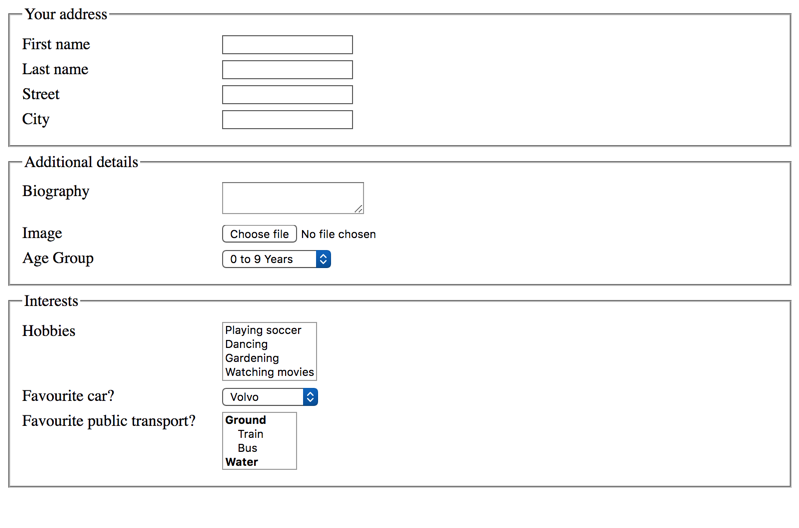 Your address
First name
Last name
Street
City
Additional details
Biography
Image Choose file No file chosen
Age Group 0 to 9 Years
Interests
Hobbies Playing soccer
Dancing
Gardening
Watching movies
Favourite car? Volvo
Favourite public transport? Ground
Train
Bus
Water